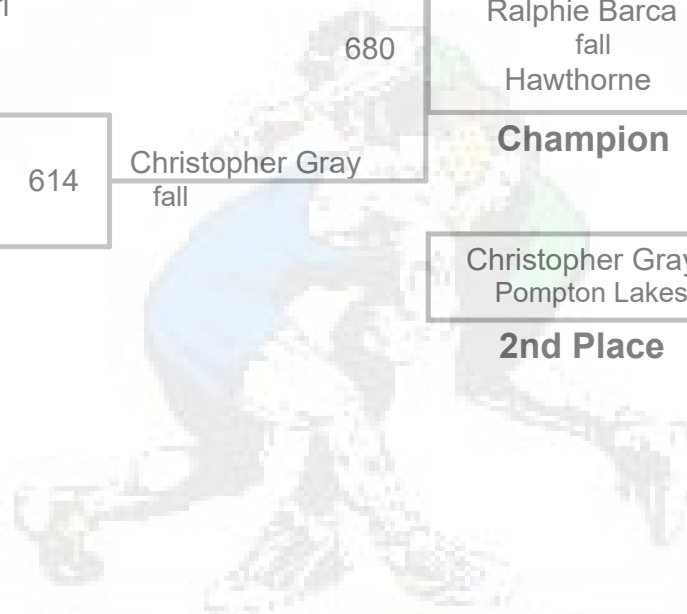 Ralphie Barca
680
fall
Hawthorne
Champion
Christopher Gray
614
fall
Christopher Gray
Pompton Lakes
2nd Place